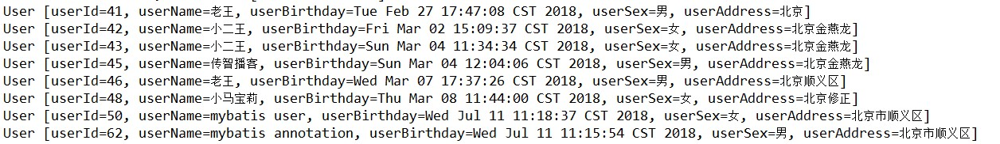 User [userId=41, userName=老王, userBirthday=Tue Feb 27 17:47:08 CST 2018, userSex=男, userAddress=北京]
User [userId=42, userName=小二王, userBirthday=Fri Mar 02 15:09:37 CST 2018, userSex=女, userAddress=北京金燕龙]
User [userId=43, userName=小二王, userBirthday=Sun Mar 04 11:34:34 CST 2018, userSex=女, userAddress=北京金燕龙]
User [userId=45, userName=传智播客, userBirthday=Sun Mar 04 12:04:06 CST 2018, userSex=男, userAddress=北京金燕龙]
User [userId=46, userName=老王, userBirthday=Wed Mar 07 17:37:26 CST 2018, userSex=男, userAddress=北京顺义区]
User [userId=48, userName=小马宝莉, userBirthday=Thu Mar 08 11:44:00 CST 2018, userSex=女, userAddress=北京修正]
User [userId=50, userName=mybatis user, userBirthday=Wed Jul 11 11:18:37 CST 2018, userSex=女, userAddress=北京市顺义区]
User [userId=62, userName=mybatis annotation, userBirthday=Wed Jul 11 11:15:54 CST 2018, userSex=男, userAddress=北京市顺义区]